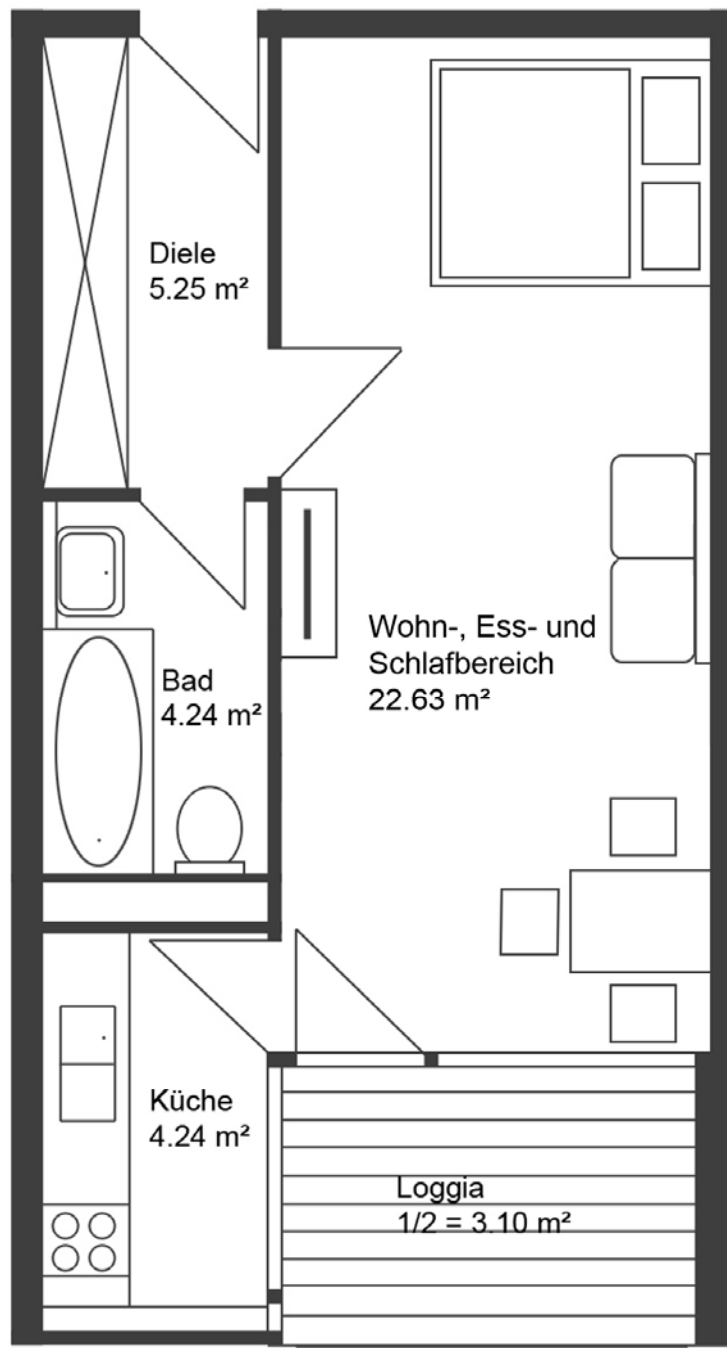 Diele
5.25 m²
Wohn-, Ess- und
Schlafbereich
22.63 m²
Bad
4.24 m²
Küche
4.24 m²
Loggia
1/2 = 3.10 m²